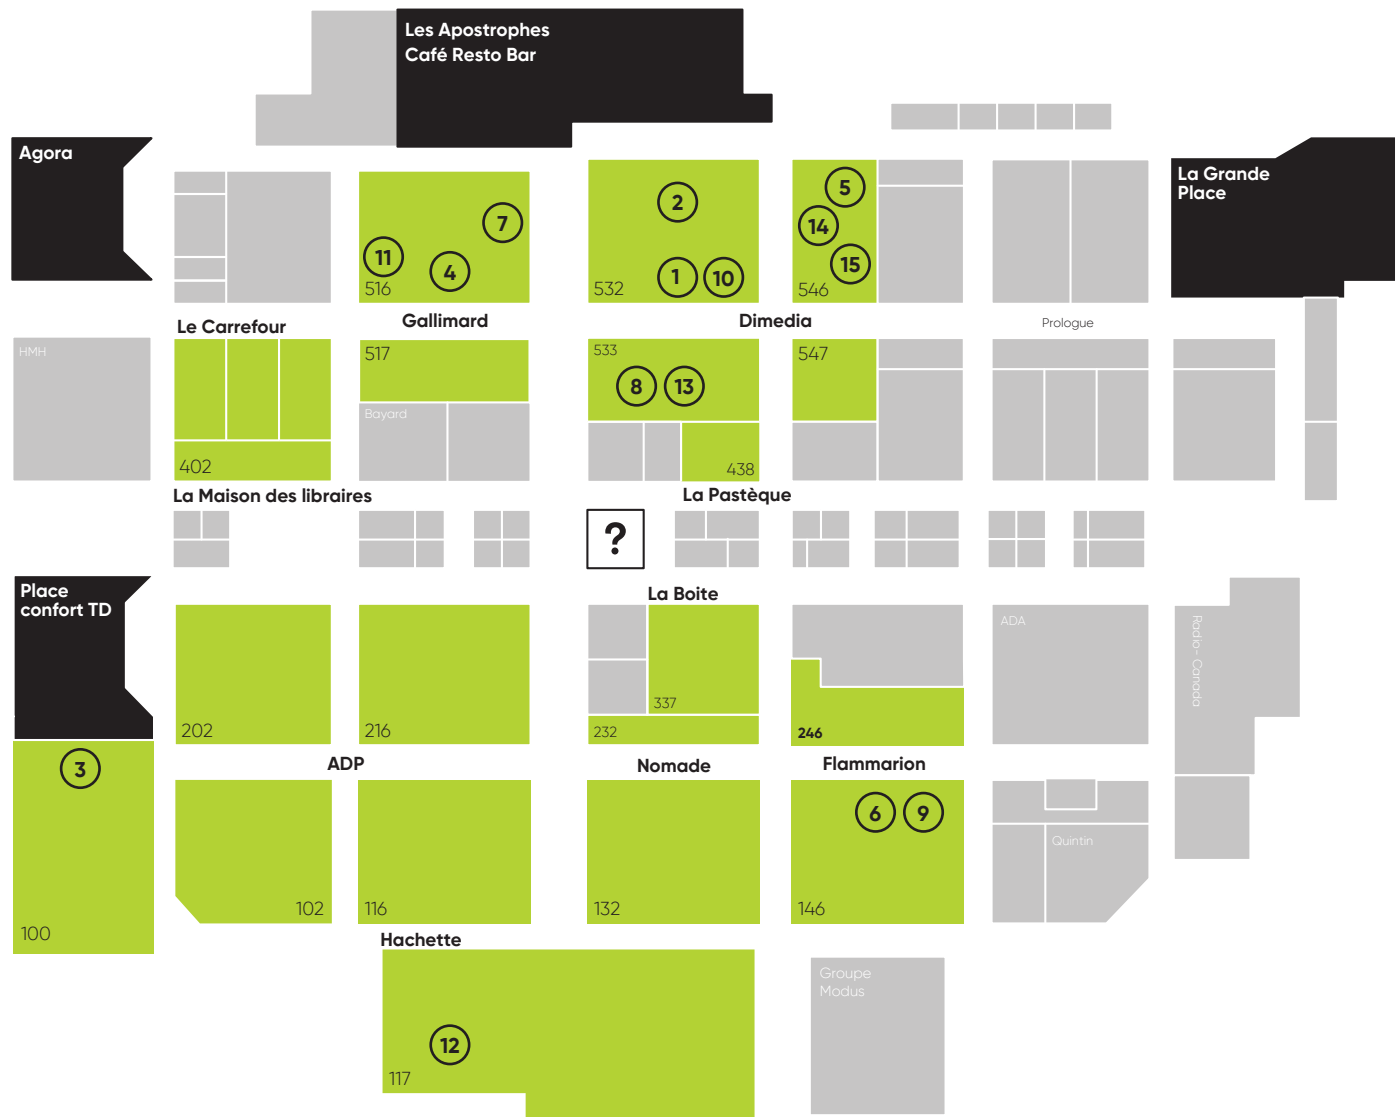 Les Apostrophes
Café Resto Bar
Agora
La Grande
Place
5
2
7
14
11
4
1
10
15
516
532
546
Le Carrefour
Gallimard
Dimedia
Prologue
HMH
517
533
547
8
13
Bayard
402
438
La Maison des libraires
La Pastèque
?
Place
confort TD
La Boite
ADA
Radio-Canada
337
202
216
232
246
3
ADP
Nomade
Flammarion
6
9
Quintin
100
102
116
132
146
Hachette
Groupe
Modus
12
117